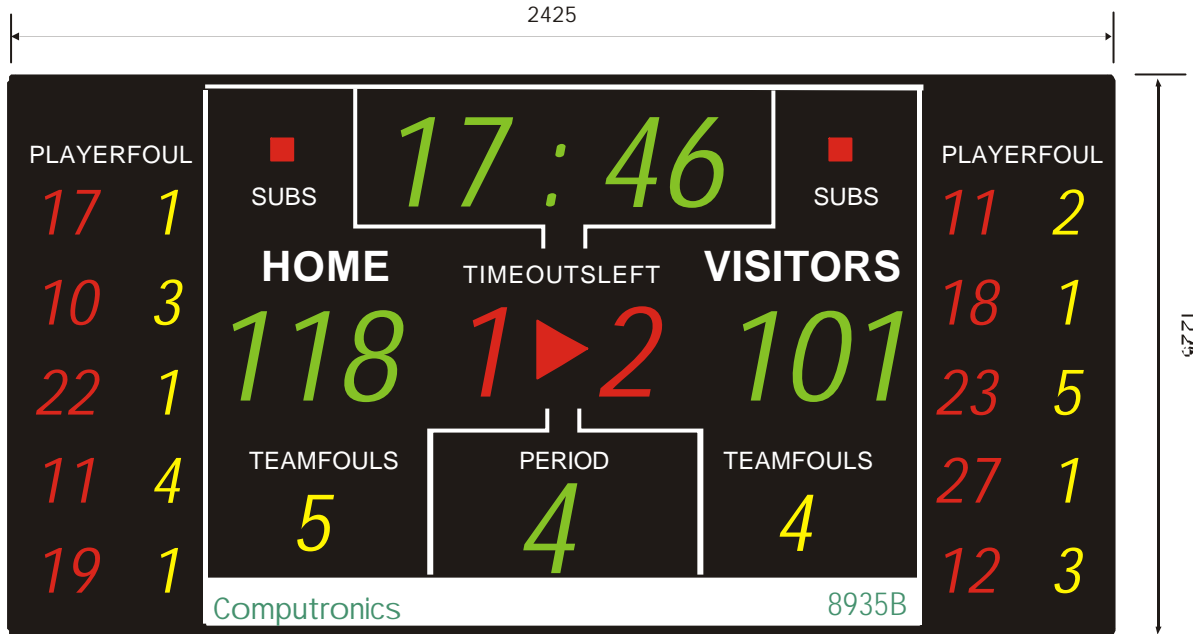 2425
17 : 46
PLAYERFOUL
SUBS
SUBS
PLAYERFOUL
17 1
11 2
HOME
TIMEOUTSLEFT
VISITORS
10 3
118
1 2
101
18 1
22 1
23 5
TEAMFOULS
PERIOD
TEAMFOULS
11 4
5
4
4
27 1
19 1
12 3
Computronics
8935B